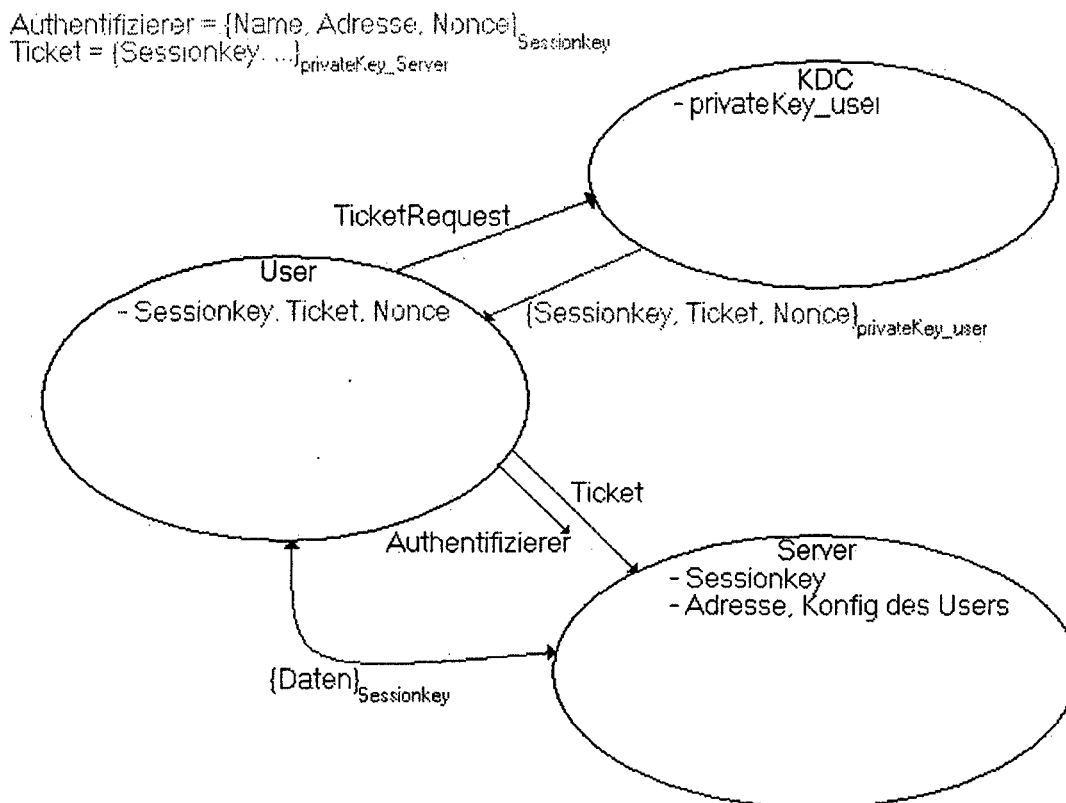 Authentifizierer = {Name, Adresse, Nonce}Sessionkey
Ticket = {Sessionkey, ...}privateKey_Server
KDC
- privateKey_user
TicketRequest
User
- Sessionkey, Ticket, Nonce
{Sessionkey, Ticket, Nonce}privateKey_user
Ticket
Authentifizierer
Server
- Sessionkey
- Adresse, Konfig des Users
{Daten}Sessionkey